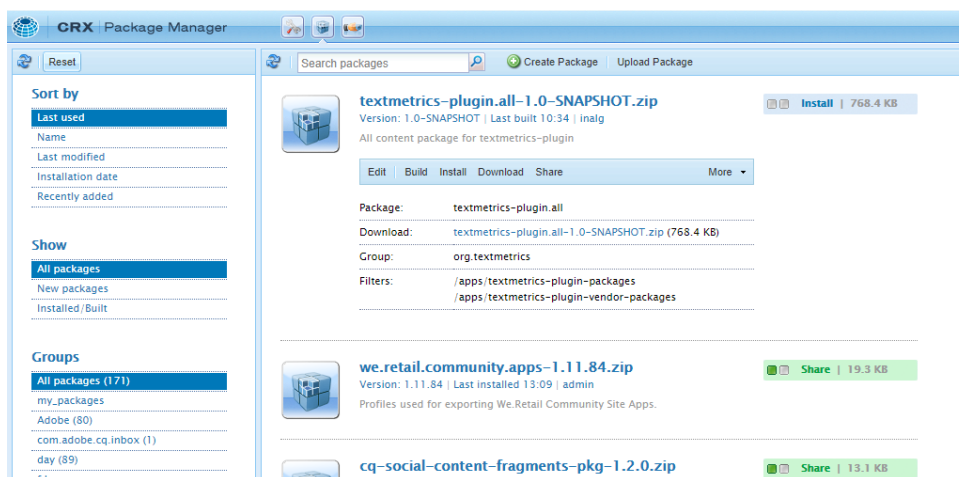 CRX Package Manager
Reset
Search packages
Create Package
Upload Package
Sort by
Last used
Name
Last modified
Installation date
Recently added
Show
All packages
New packages
Installed/Built
Groups
All packages (171)
my_packages
Adobe (80)
com.adobe.cq.inbox (1)
day (89)
textmetrics-plugin.all-1.0-SNAPSHOT.zip
Install | 768.4 KB
Version: 1.0-SNAPSHOT | Last built 10:34 | inalg
All content package for textmetrics-plugin
Edit Build Install Download Share More
Package: textmetrics-plugin.all
Download: textmetrics-plugin.all-1.0-SNAPSHOT.zip (768.4 KB)
Group: org.textmetrics
Filters: /apps/textmetrics-plugin-packages
/apps/textmetrics-plugin-vendor-packages
we.retail.community.apps-1.11.84.zip
Share | 19.3 KB
Version: 1.11.84 | Last installed 13:09 | admin
Profiles used for exporting We.Retail Community Site Apps.
cq-social-content-fragments-pkg-1.2.0.zip
Share | 13.1 KB